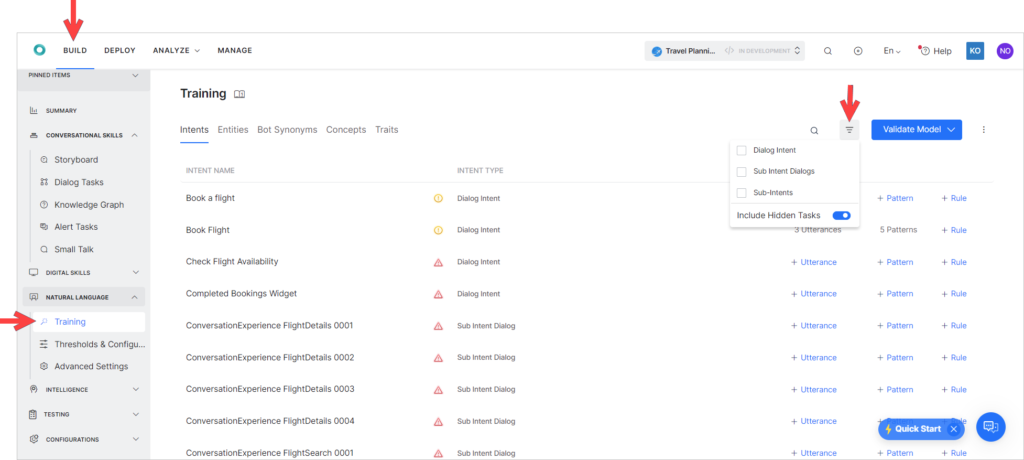 BUILD DEPLOY ANALYZE MANAGE Travel Planni... IN DEVELOPMENT En Help KO NO
PINNED ITEMS
SUMMARY
CONVERSATIONAL SKILLS
Storyboard
Dialog Tasks
Knowledge Graph
Alert Tasks
Small Talk
DIGITAL SKILLS
NATURAL LANGUAGE
Training
Thresholds & Configu...
Advanced Settings
INTELLIGENCE
TESTING
CONFIGURATIONS
Training
Intents Entities Bot Synonyms Concepts Traits
Validate Model
Dialog Intent
Sub Intent Dialogs
Sub-Intents
Include Hidden Tasks
INTENT NAME INTENT TYPE
Book a flight Dialog Intent + Pattern + Rule
Book Flight Dialog Intent 3 Utterances 5 Patterns + Rule
Check Flight Availability Dialog Intent + Utterance + Pattern + Rule
Completed Bookings Widget Dialog Intent + Utterance + Pattern + Rule
ConversationExperience FlightDetails 0001 Sub Intent Dialog + Utterance + Pattern + Rule
ConversationExperience FlightDetails 0002 Sub Intent Dialog + Utterance + Pattern + Rule
ConversationExperience FlightDetails 0003 Sub Intent Dialog + Utterance + Pattern + Rule
ConversationExperience FlightDetails 0004 Sub Intent Dialog + Utterance + Pattern + Rule
Quick Start
ConversationExperience FlightSearch 0001 Sub Intent Dialog + Utterance + Pattern + Rule